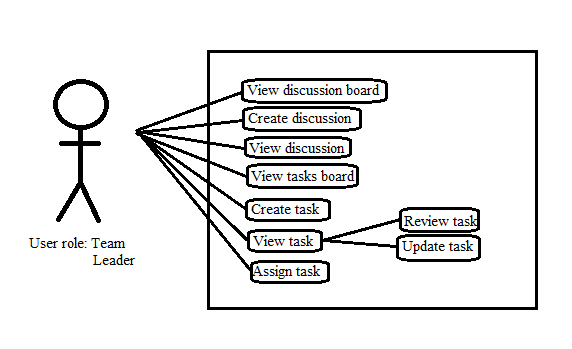 View discussion board
Create discussion
View discussion
View tasks board
Create task
View task
Assign task
Review task
Update task
User role: Team
Leader